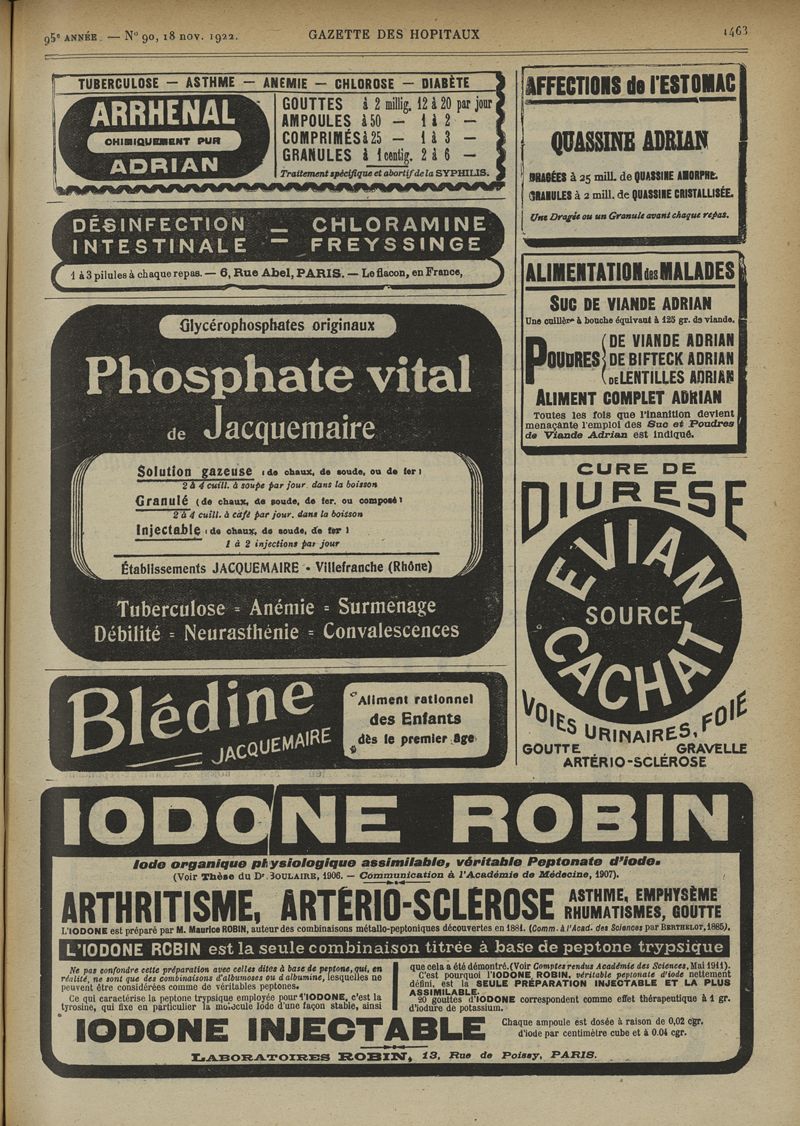 95e ANNÉE. — No 90, 18 NOV. 1922.
GAZETTE DES HOPITAUX
1463
TUBERCULOSE — ASTHME — ANEMIE — CHLOROSE — DIABÈTE
ARRHENAL
CHIMIQUEMENT PUR
ADRIAN
GOUTTES à 2 millig. 12 à 20 par jour
AMPOULES à 50 — 1 à 2 —
COMPRIMÉS à 25 — 1 à 3 —
GRANULES à 1 centig. 2 à 6 —
Traitement spécifique et abortif de la SYPHILIS.
DÉSINFECTION = CHLORAMINE
INTESTINALE = FREYSSINGE
1 à 3 pilules à chaque repas. — 6, Rue Abel, PARIS. — Le flacon, en France,
Glycérophosphates originaux
Phosphate vital
de Jacquemaire
Solution gazeuse (de chaux, de soude, ou de fer)
2 à 4 cuill. à soupe par jour dans la boisson
Granulé (de chaux, de soude, de fer, ou composé)
2 à 4 cuill. à café par jour. dans la boisson
Injectable (de chaux, de soude, de fer)
1 à 2 injections par jour
Établissements JACQUEMAIRE - Villefranche (Rhône)
Tuberculose = Anémie = Surmenage
Débilité = Neurasthénie = Convalescences
Blédine
JACQUEMAIRE
Aliment rationnel
des Enfants
dès le premier âge
AFFECTIONS de l'ESTOMAC
QUASSINE ADRIAN
DRAGÉES à 25 mill. de QUASSINE AMORPHE.
GRANULES à 2 mill. de QUASSINE CRISTALLISÉE.
Une Dragée ou un Granule avant chaque repas.
ALIMENTATION des MALADES
SUC DE VIANDE ADRIAN
Une cuillère à bouche équivaut à 125 gr. de viande.
POUDRES
DE VIANDE ADRIAN
DE BIFTECK ADRIAN
DE LENTILLES ADRIAN
ALIMENT COMPLET ADRIAN
Toutes les fois que l'inanition devient
menaçante l'emploi des Suc et Poudres
de Viande Adrian est indiqué.
CURE DE
DIURESE
EVIAN
SOURCE
CACHAT
VOIES URINAIRES, FOIE
GOUTTE GRAVELLE
ARTÉRIO-SCLÉROSE
IODONE ROBIN
Iode organique physiologique assimilable, véritable Peptonate d'iode.
(Voir Thèse du Dr BOULAIRE, 1906. — Communication à l'Académie de Médecine, 1907).
ARTHRITISME, ARTÉRIO-SCLÉROSE
ASTHME, EMPHYSÈME
RHUMATISMES, GOUTTE
L'IODONE est préparé par M. Maurice ROBIN, auteur des combinaisons métallo-peptoniques découvertes en 1881. (Comm. à l'Acad. des Sciences par BERTHELOT, 1885).
L'IODONE ROBIN est la seule combinaison titrée à base de peptone trypsique
Ne pas confondre cette préparation avec celles dites à base de peptone, qui, en
réalité, ne sont que des combinaisons d'albumoses ou d'albumine, lesquelles ne
peuvent être considérées comme de véritables peptones.
Ce qui caractérise la peptone trypsique employée pour l'IODONE, c'est la
tyrosine, qui fixe en particulier la molécule Iode d'une façon stable, ainsi
que cela a été démontré. (Voir Comptes rendus Académie des Sciences, Mai 1911).
C'est pourquoi l'IODONE ROBIN, véritable peptonate d'iode nettement
défini, est la SEULE PRÉPARATION INJECTABLE ET LA PLUS
ASSIMILABLE.
20 gouttes d'IODONE correspondent comme effet thérapeutique à 1 gr.
d'iodure de potassium.
IODONE INJECTABLE
Chaque ampoule est dosée à raison de 0,02 cgr.
d'iode par centimètre cube et à 0.04 cgr.
LABORATOIRES ROBIN, 13, Rue de Poissy, PARIS.